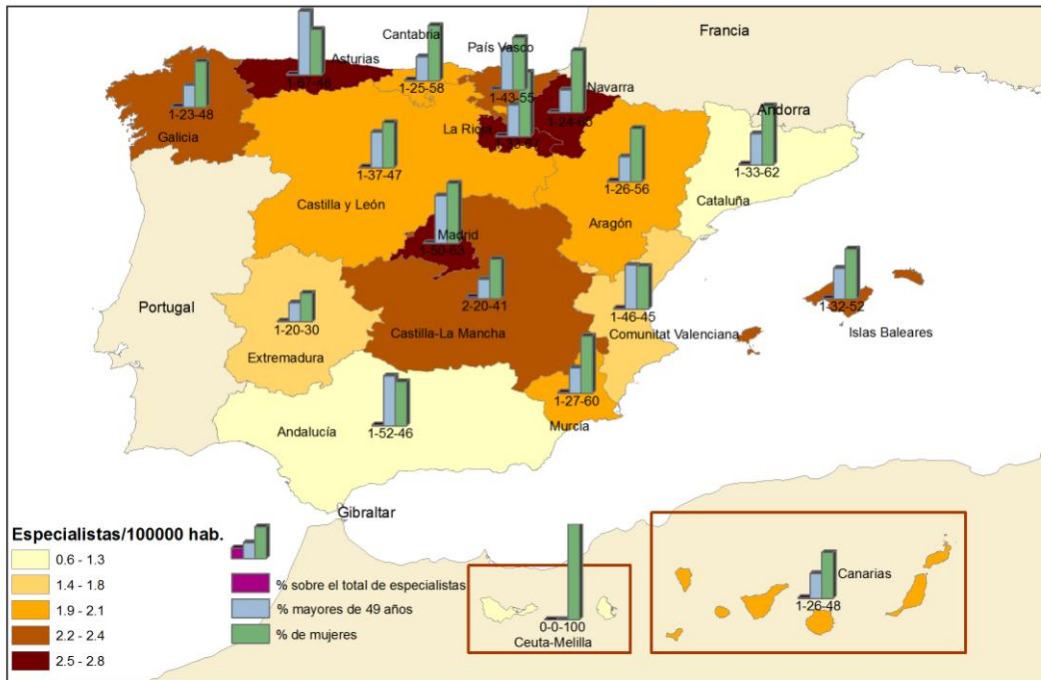 Francia
Cantabria
País Vasco
Asturias
Navarra
1-25-58
1-43-55
1-23-48
Andorra
La Rioja
Galicia
1-33-62
1-37-47
1-26-56
Cataluña
Castilla y León
Aragón
Madrid
1-50-63
Portugal
2-20-41
1-46-45
1-32-52
1-20-30
Castilla-La Mancha
Comunitat Valenciana
Islas Baleares
Extremadura
1-27-60
Andalucía
1-52-46
Murcia
Gibraltar
Especialistas/100000 hab.
0.6 - 1.3
1.4 - 1.8
1.9 - 2.1
2.2 - 2.4
2.5 - 2.8
% sobre el total de especialistas
% mayores de 49 años
% de mujeres
0-0-100
Ceuta-Melilla
Canarias
1-26-48